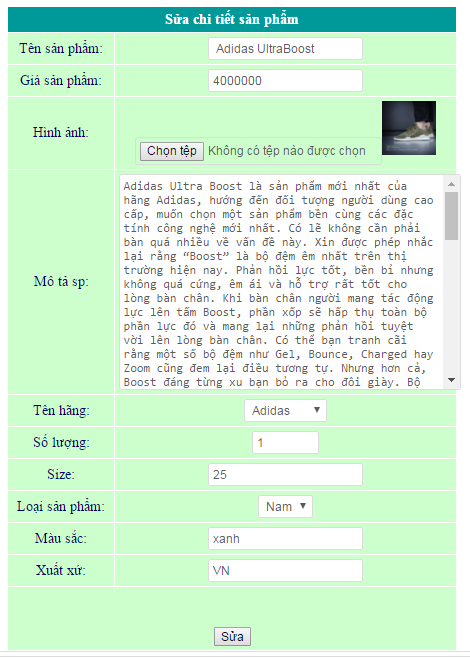 Sửa chi tiết sản phẩm
Tên sản phẩm: Adidas UltraBoost
Giá sản phẩm: 4000000
Hình ảnh: Chọn tệp Không có tệp nào được chọn
Mô tả sp:
Adidas Ultra Boost là sản phẩm mới nhất của
hãng Adidas, hướng đến đối tượng người dùng cao
cấp, muốn chọn một sản phẩm bền cùng các đặc
tính công nghệ mới nhất. Có lẽ không cần phải
bàn quá nhiều về vấn đề này. Xin được phép nhắc
lại rằng “Boost” là bộ đệm êm nhất trên thị
trường hiện nay. Phản hồi lực tốt, bền bỉ nhưng
không quá cứng, êm ái và hỗ trợ rất tốt cho
lòng bàn chân. Khi bàn chân người mang tác động
lực lên tấm Boost, phần xốp sẽ hấp thụ toàn bộ
phần lực đó và mang lại những phản hồi tuyệt
vời lên lòng bàn chân. Có thể bạn tranh cãi
rằng một số bộ đệm như Gel, Bounce, Charged hay
Zoom cũng đem lại điều tương tự. Nhưng hơn cả,
Boost đáng từng xu bạn bỏ ra cho đôi giày. Bộ
Tên hãng: Adidas
Số lượng: 1
Size: 25
Loại sản phẩm: Nam
Màu sắc: xanh
Xuất xứ: VN
Sửa